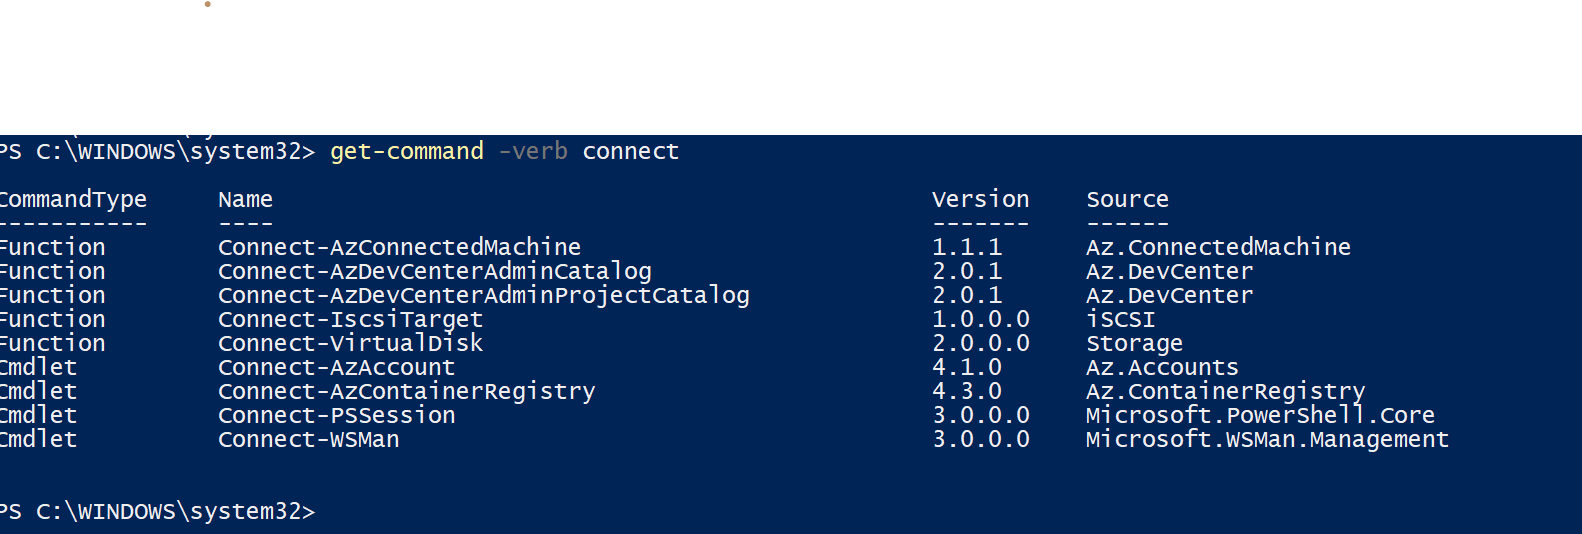 PS C:\WINDOWS\system32> get-command -verb connect
CommandType Name Version Source
----------- ---- ------- ------
Function Connect-AzConnectedMachine 1.1.1 Az.ConnectedMachine
Function Connect-AzDevCenterAdminCatalog 2.0.1 Az.DevCenter
Function Connect-AzDevCenterAdminProjectCatalog 2.0.1 Az.DevCenter
Function Connect-IscsiTarget 1.0.0.0 iSCSI
Function Connect-VirtualDisk 2.0.0.0 Storage
Cmdlet Connect-AzAccount 4.1.0 Az.Accounts
Cmdlet Connect-AzContainerRegistry 4.3.0 Az.ContainerRegistry
Cmdlet Connect-PSSession 3.0.0.0 Microsoft.PowerShell.Core
Cmdlet Connect-WSMan 3.0.0.0 Microsoft.WSMan.Management
PS C:\WINDOWS\system32>